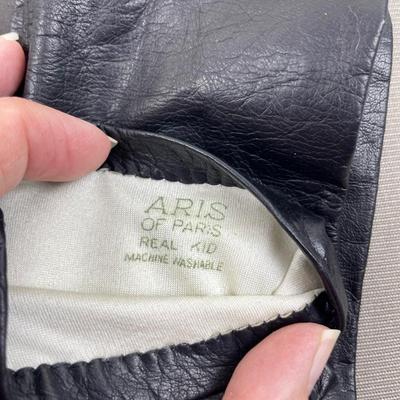 ARIS
OF PARIS
REAL KID
MACHINE WASHABLE